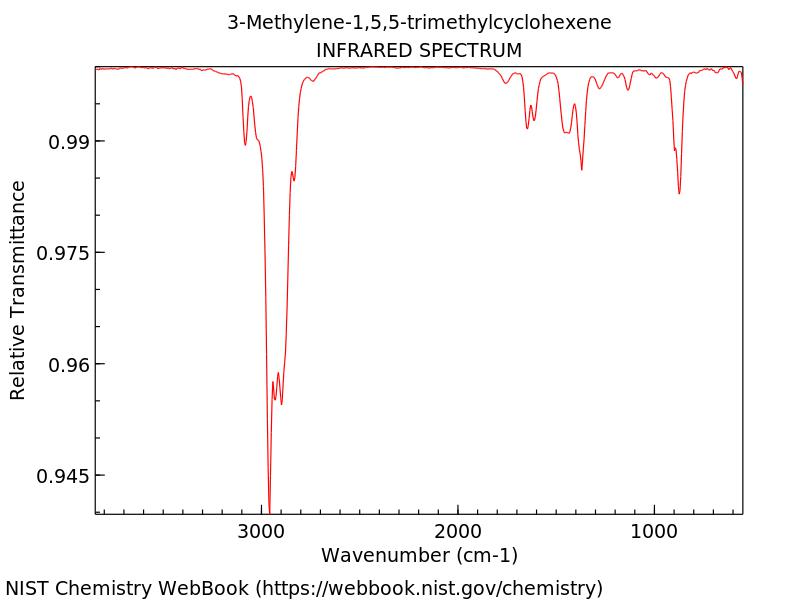 3-Methylene-1,5,5-trimethylcyclohexene
INFRARED SPECTRUM
0.99
0.975
0.96
0.945
Relative Transmittance
3000 2000 1000
Wavenumber (cm-1)
NIST Chemistry WebBook (https://webbook.nist.gov/chemistry)